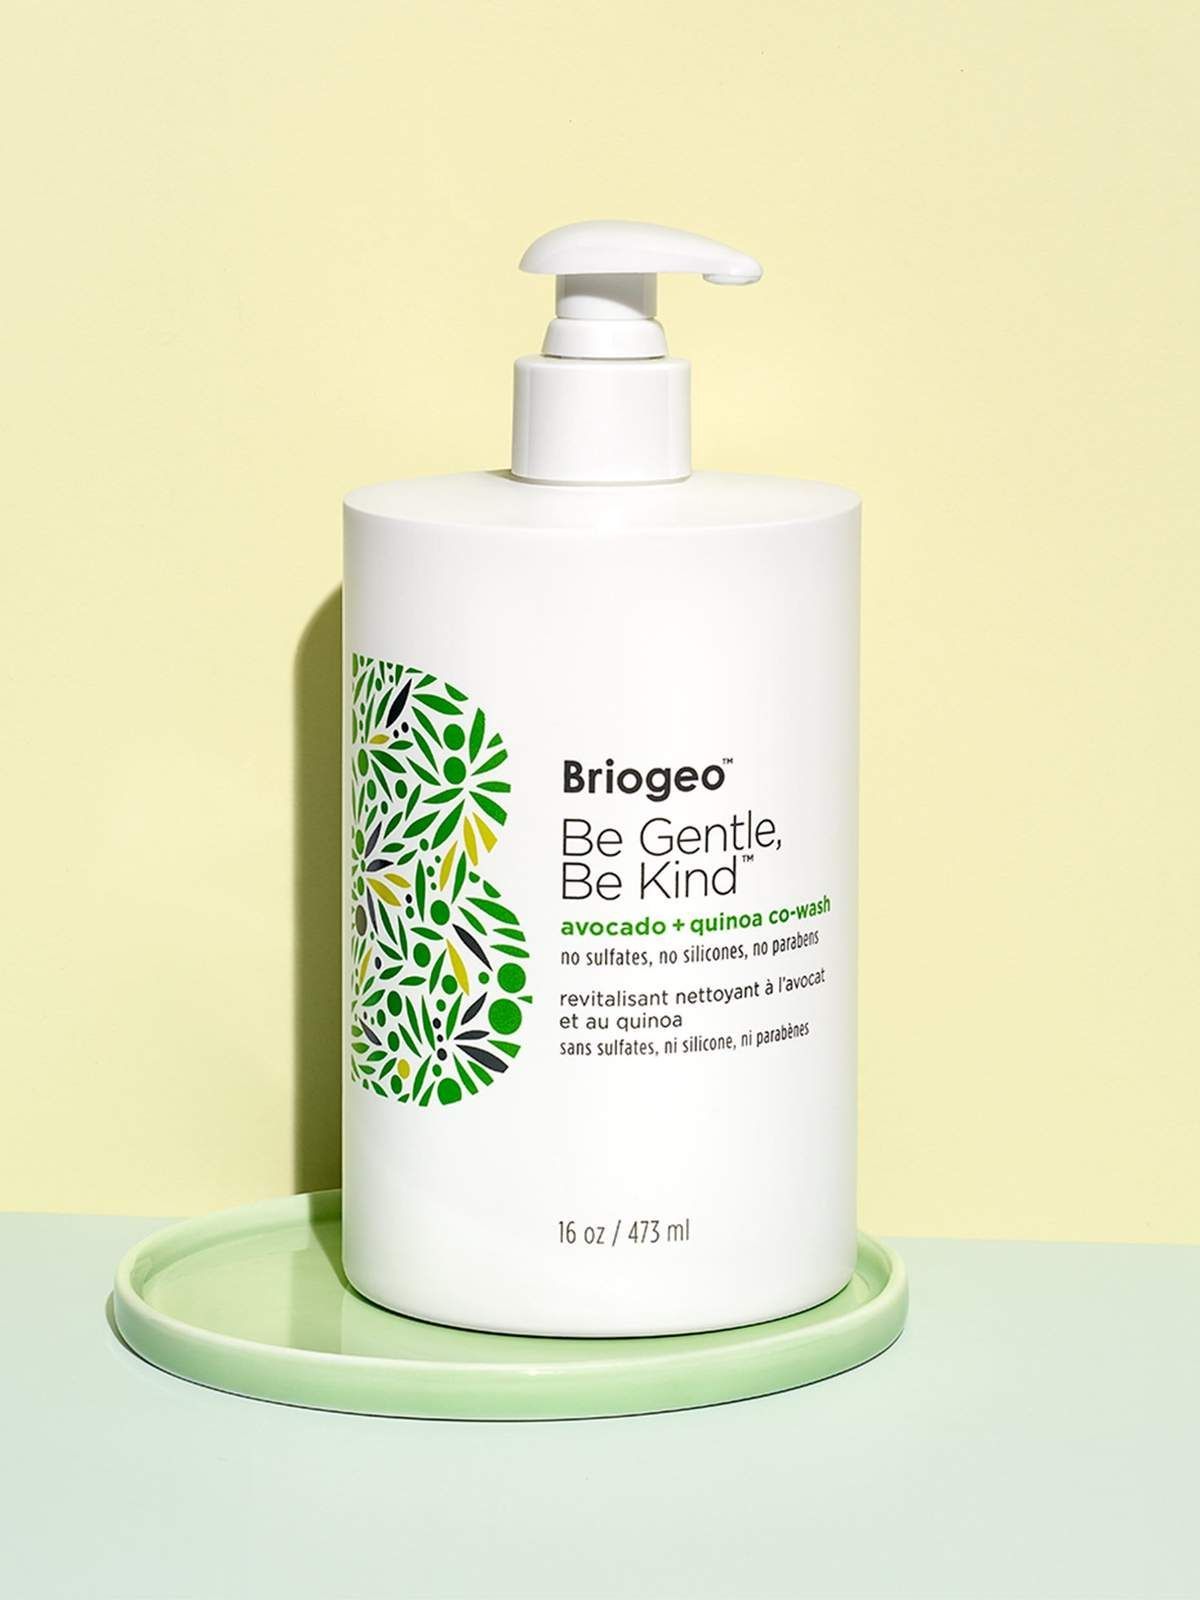 Briogeo™
Be Gentle,
Be Kind™
avocado + quinoa co-wash
no sulfates, no silicones, no parabens
revitalisant nettoyant à l'avocat
et au quinoa
sans sulfates, ni silicone, ni parabènes
16 oz / 473 ml